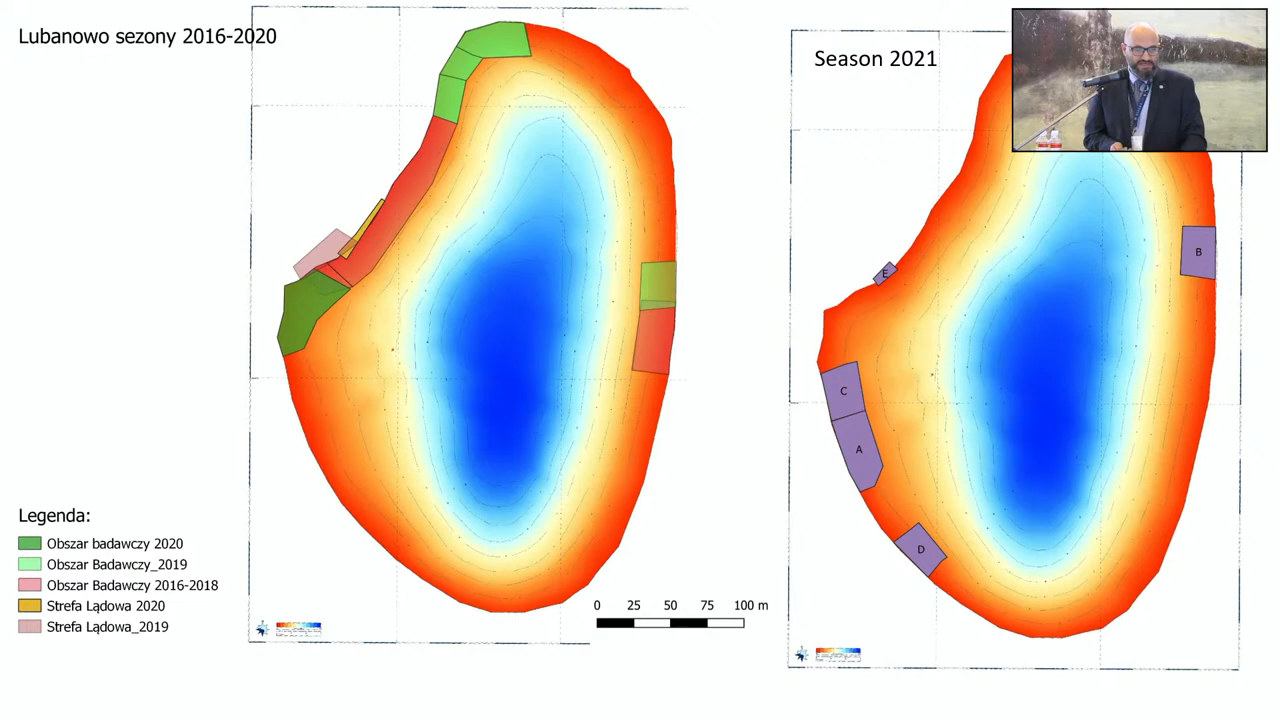 Lubanowo sezony 2016-2020
Season 2021
B
E
C
A
D
Legenda:
Obszar badawczy 2020
Obszar Badawczy_2019
Obszar Badawczy 2016-2018
Strefa Lądowa 2020
Strefa Lądowa_2019
0 25 50 75 100 m